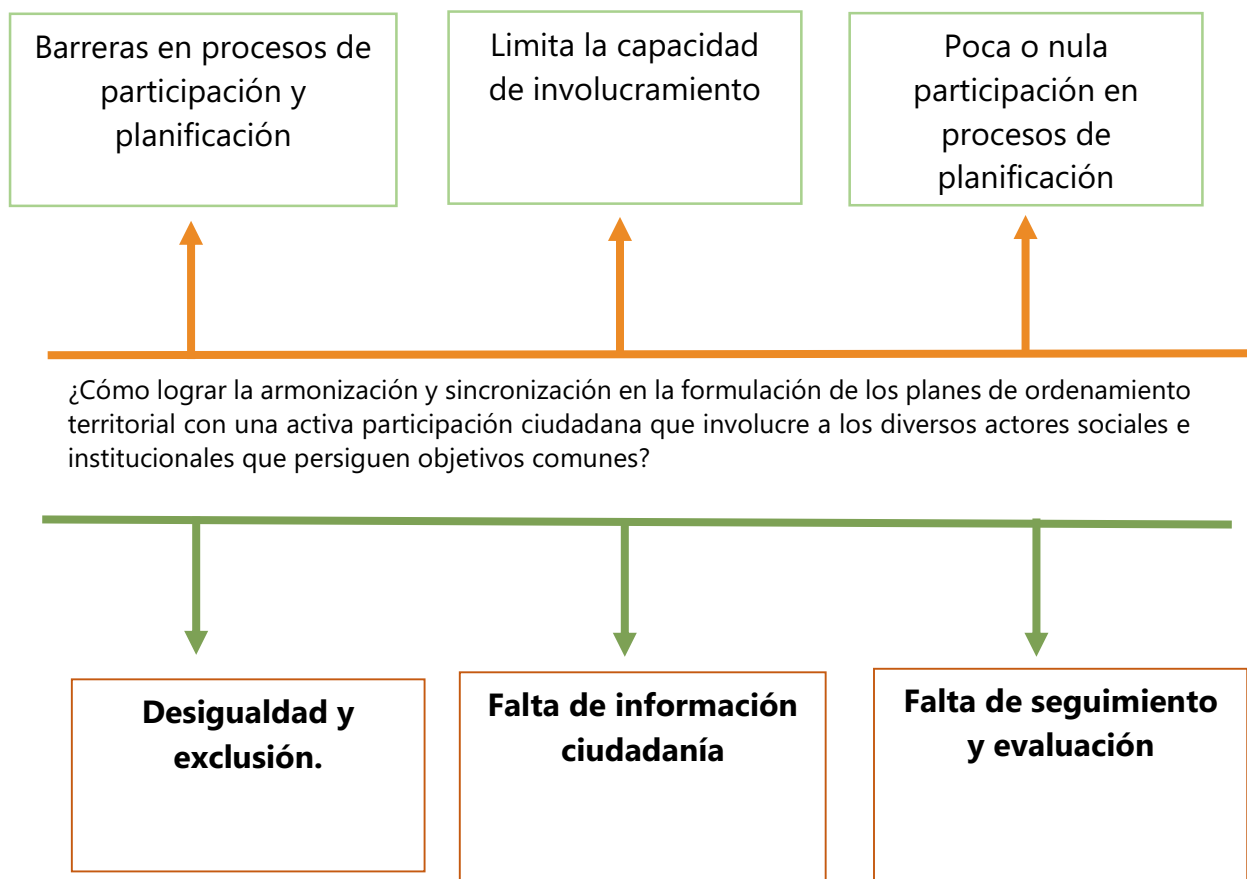 Barreras en procesos de
participación y
planificación
Limita la capacidad
de involucramiento
Poca o nula
participación en
procesos de
planificación
¿Cómo lograr la armonización y sincronización en la formulación de los planes de ordenamiento
territorial con una activa participación ciudadana que involucre a los diversos actores sociales e
institucionales que persiguen objetivos comunes?
Desigualdad y
exclusión.
Falta de información
ciudadanía
Falta de seguimiento
y evaluación